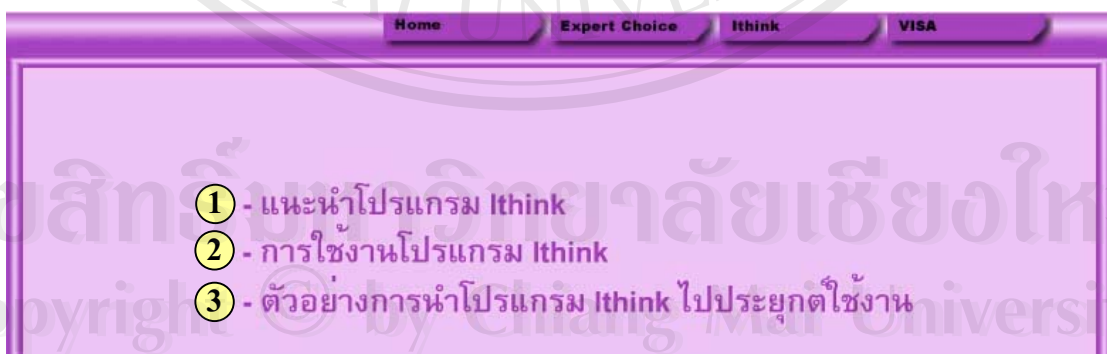 Home Expert Choice Ithink VISA
1 - แนะนำโปรแกรม Ithink
2 - การใช้งานโปรแกรม Ithink
3 - ตัวอย่างการนำโปรแกรม Ithink ไปประยุกต์ใช้งาน